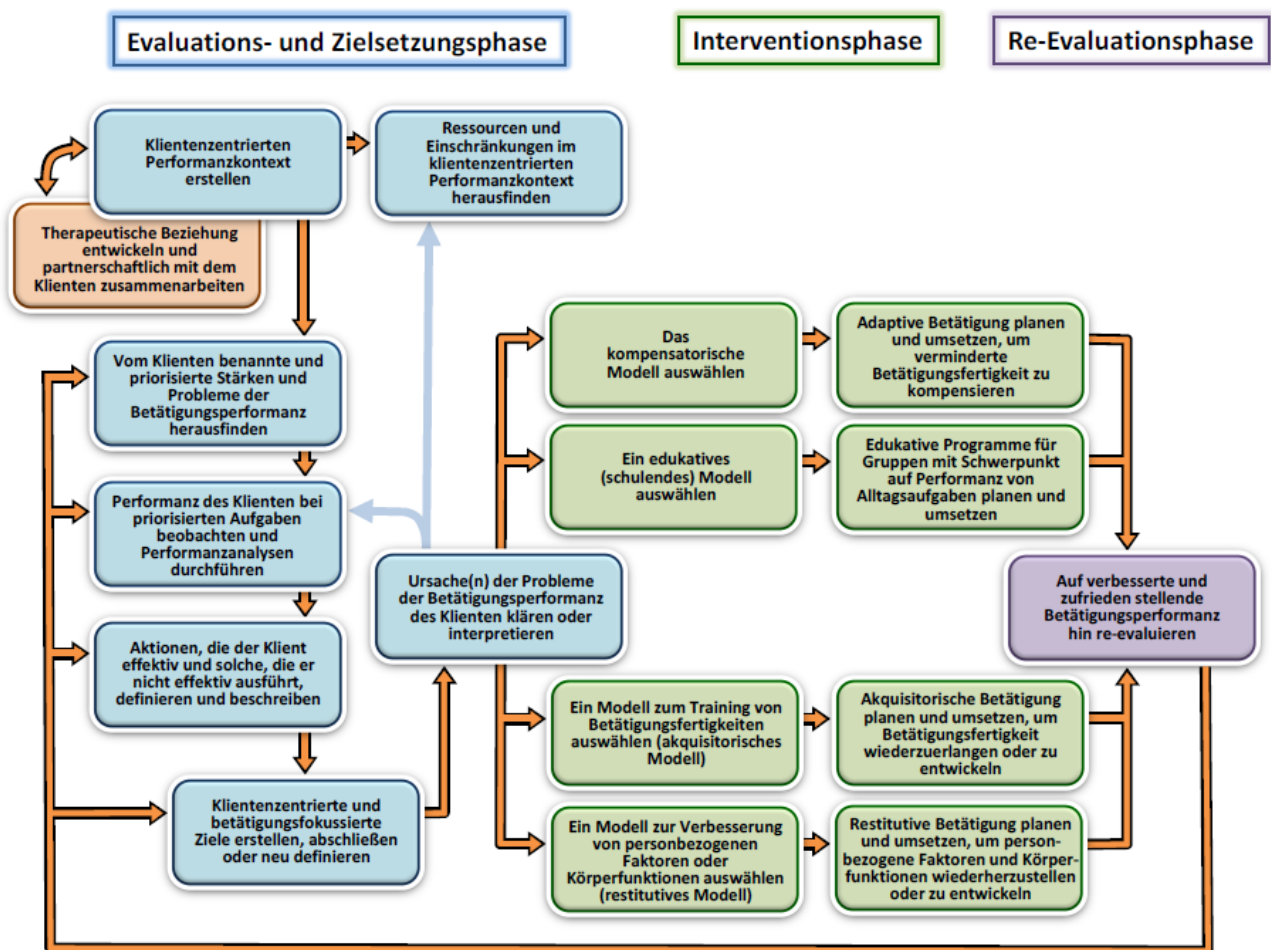 Evaluations- und Zielsetzungsphase
Interventionsphase
Re-Evaluationsphase
Klientenzentrierten
Performanzkontext
erstellen
Ressourcen und
Einschränkungen im
klientenzentrierten
Performanzkontext
herausfinden
Therapeutische Beziehung
entwickeln und
partnerschaftlich mit dem
Klienten zusammenarbeiten
Vom Klienten benannte und
priorisierte Stärken und
Probleme der
Betätigungsperformanz
herausfinden
Performanz des Klienten bei
priorisierten Aufgaben
beobachten und
Performanzanalysen
durchführen
Aktionen, die der Klient
effektiv und solche, die er
nicht effektiv ausführt,
definieren und beschreiben
Klientenzentrierte und
betätigungsfokussierte
Ziele erstellen, abschließen
oder neu definieren
Ursache(n) der Probleme
der Betätigungsperformanz
des Klienten klären oder
interpretieren
Das
kompensatorische
Modell auswählen
Adaptive Betätigung planen
und umsetzen, um
verminderte
Betätigungsfertigkeit zu
kompensieren
Ein edukatives
(schulendes) Modell
auswählen
Edukative Programme für
Gruppen mit Schwerpunkt
auf Performanz von
Alltagsaufgaben planen und
umsetzen
Ein Modell zum Training von
Betätigungsfertigkeiten
auswählen (akquisitorisches
Modell)
Akquisitorische Betätigung
planen und umsetzen, um
Betätigungsfertigkeit
wiederzuerlangen oder zu
entwickeln
Ein Modell zur Verbesserung
von personbezogenen
Faktoren oder
Körperfunktionen auswählen
(restitutives Modell)
Restitutive Betätigung planen
und umsetzen, um person-
bezogene Faktoren und Körper-
funktionen wiederherzustellen
oder zu entwickeln
Auf verbesserte und
zufrieden stellende
Betätigungsperformanz
hin re-evaluieren